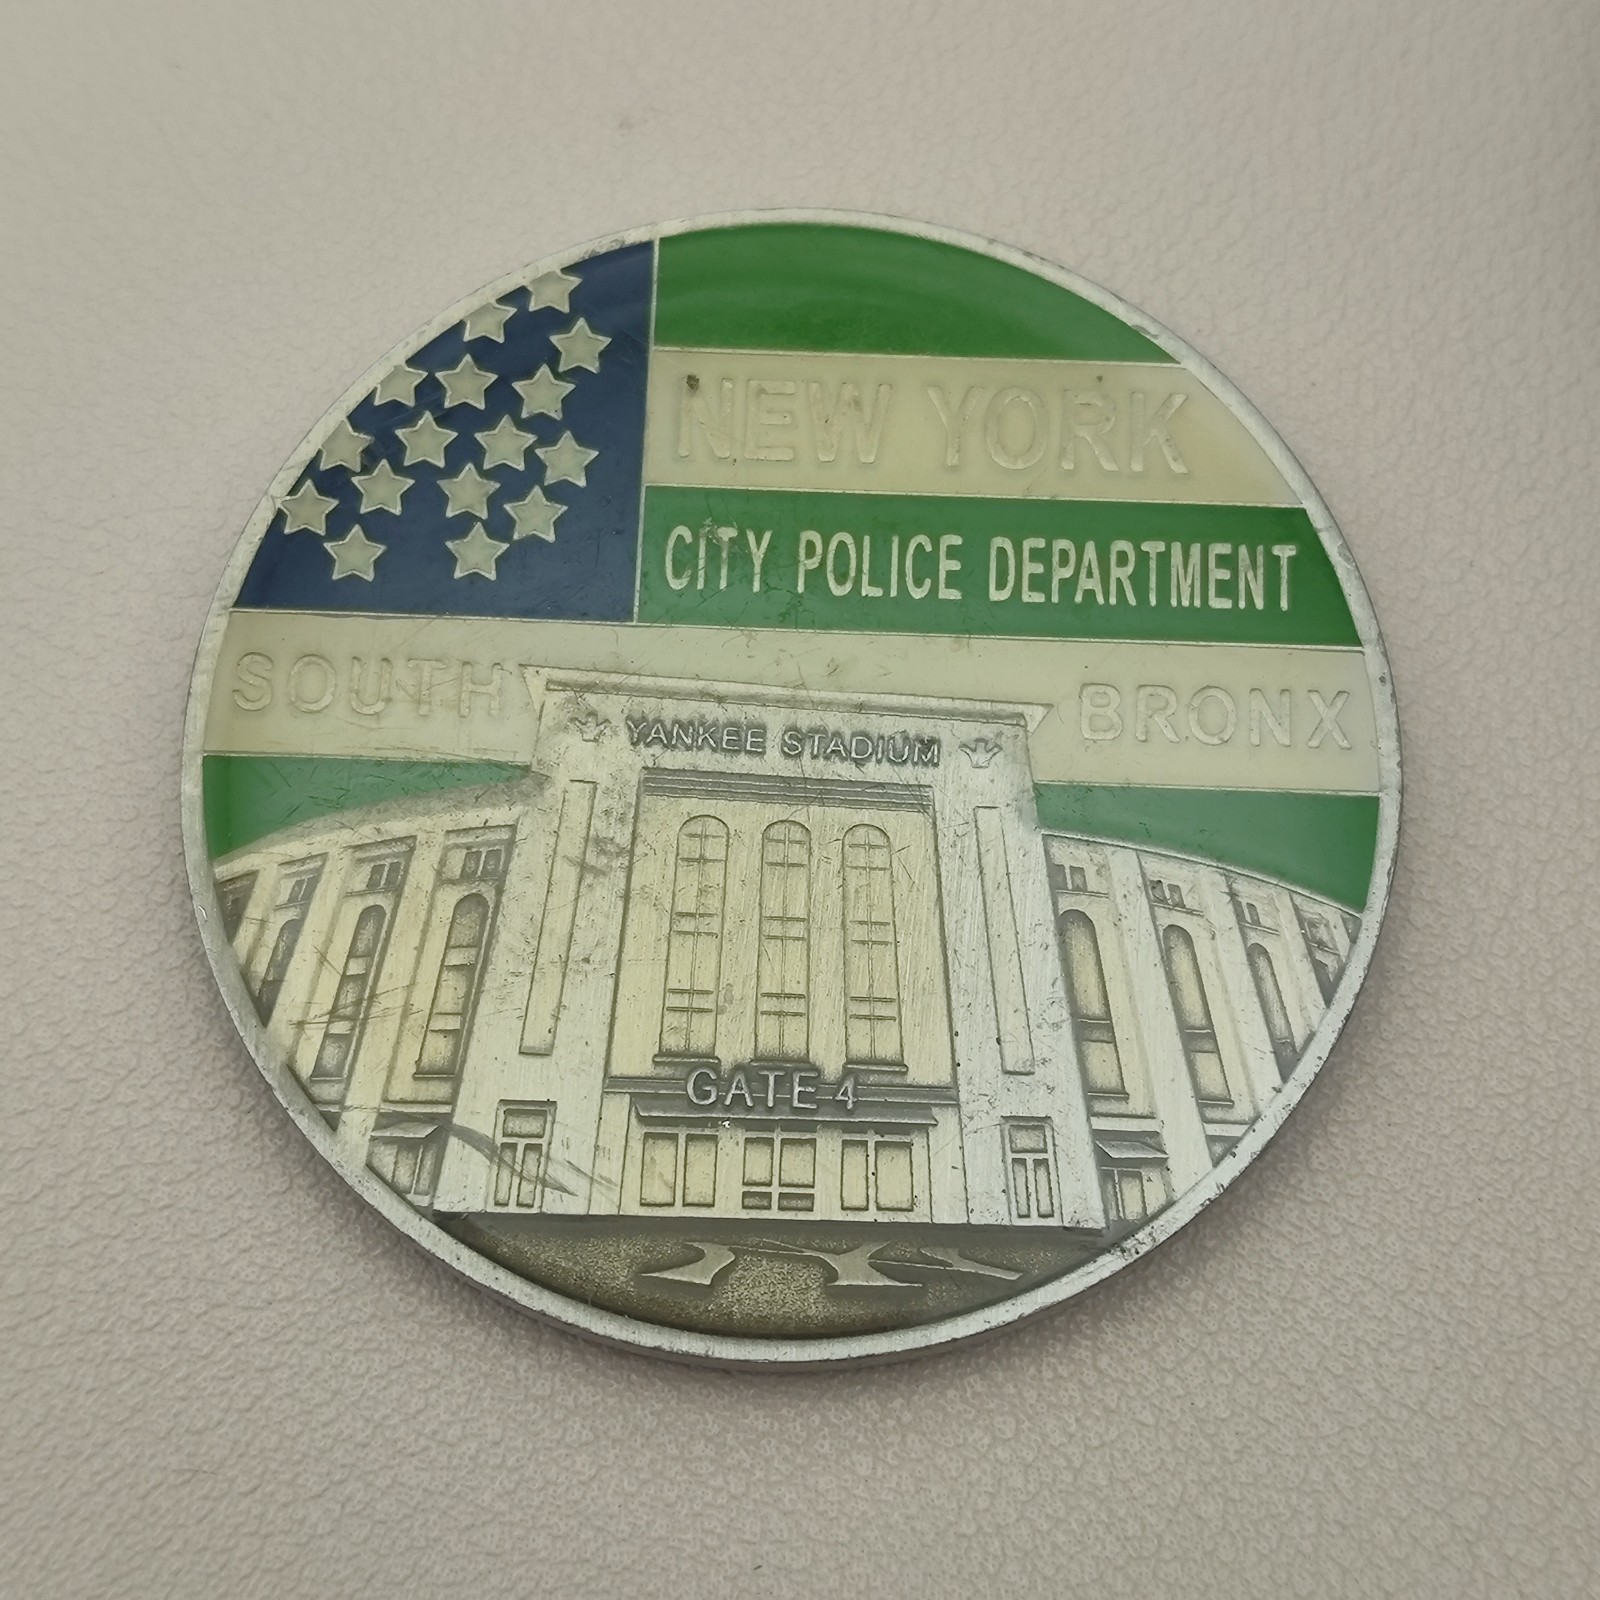 NEW YORK
CITY POLICE DEPARTMENT
SOUTH BRONX
YANKEE STADIUM
GATE 4